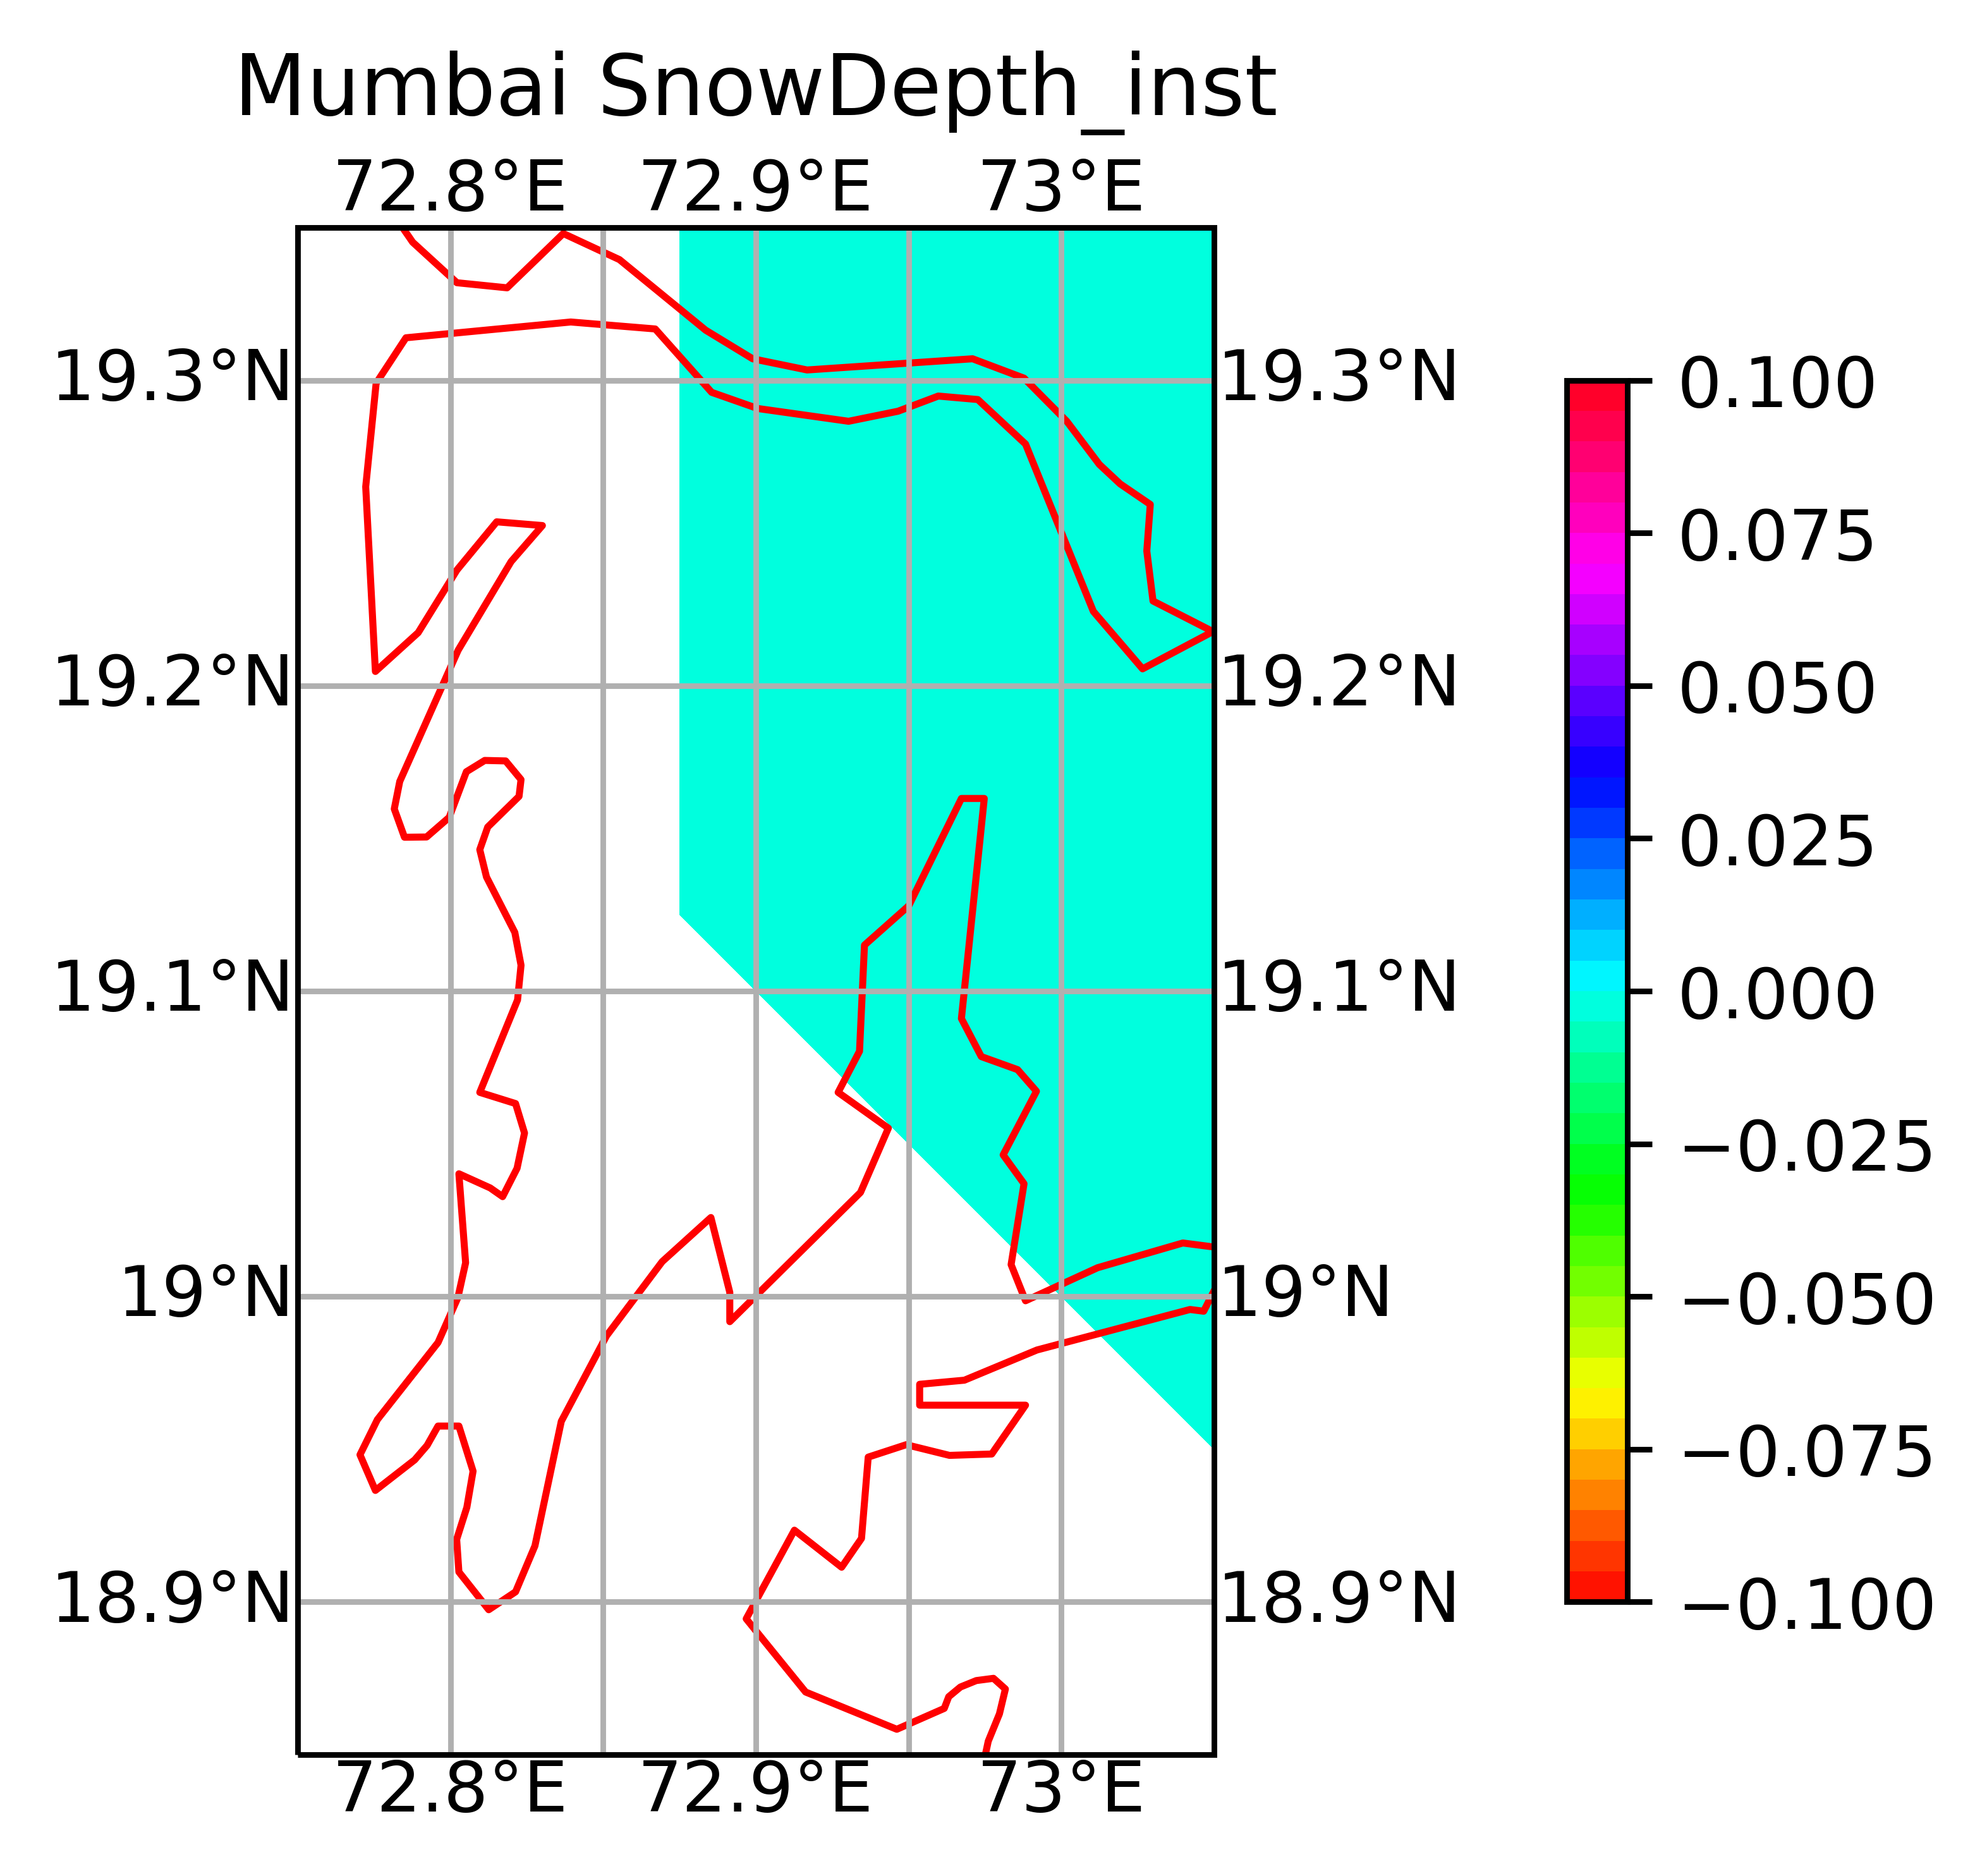 Mumbai SnowDepth_inst
72.8°E 72.9°E 73°E
19.3°N 19.3°N
19.2°N 19.2°N
19.1°N 19.1°N
19°N 19°N
18.9°N 18.9°N
72.8°E 72.9°E 73°E
0.100
0.075
0.050
0.025
0.000
−0.025
−0.050
−0.075
−0.100